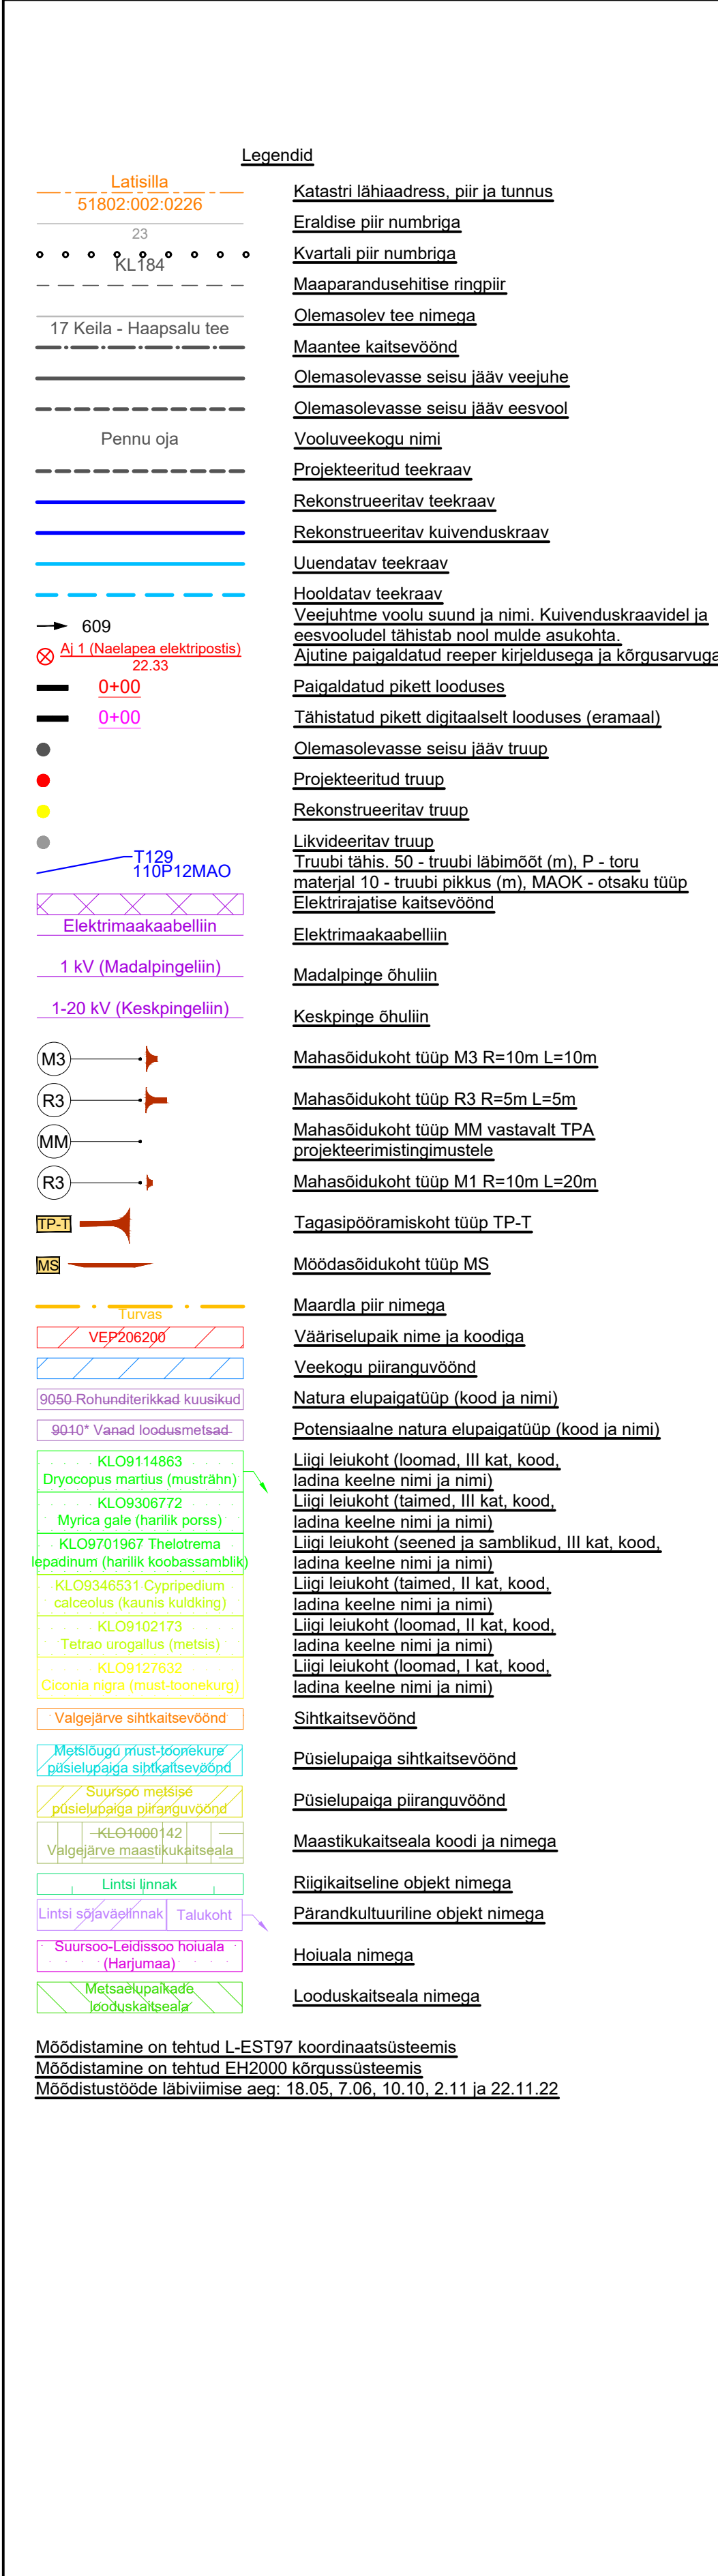 Legendid
Latisilla
51802:002:0226
Katastri lähiaadress, piir ja tunnus
Eraldise piir numbriga
23
KL184
Kvartali piir numbriga
Maaparandusehitise ringpiir
Olemasolev tee nimega
17 Keila - Haapsalu tee
Maantee kaitsevöönd
Olemasolevasse seisu jääv veejuhe
Olemasolevasse seisu jääv eesvool
Pennu oja
Vooluveekogu nimi
Projekteeritud teekraav
Rekonstrueeritav teekraav
Rekonstrueeritav kuivenduskraav
Uuendatav teekraav
Hooldatav teekraav
609
Veejuhtme voolu suund ja nimi. Kuivenduskraavidel ja
eesvooludel tähistab nool mulde asukohta.
Aj 1 (Naelapea elektripostis)
22.33
Ajutine paigaldatud reeper kirjeldusega ja kõrgusarvuga
0+00
Paigaldatud pikett looduses
0+00
Tähistatud pikett digitaalselt looduses (eramaal)
Olemasolevasse seisu jääv truup
Projekteeritud truup
Rekonstrueeritav truup
Likvideeritav truup
T129
110P12MAO
Truubi tähis. 50 - truubi läbimõõt (m), P - toru
materjal 10 - truubi pikkus (m), MAOK - otsaku tüüp
Elektrirajatise kaitsevöönd
Elektrimaakaabelliin
Elektrimaakaabelliin
1 kV (Madalpingeliin)
Madalpinge õhuliin
1-20 kV (Keskpingeliin)
Keskpinge õhuliin
M3
Mahasõidukoht tüüp M3 R=10m L=10m
R3
Mahasõidukoht tüüp R3 R=5m L=5m
MM
Mahasõidukoht tüüp MM vastavalt TPA
projekteerimistingimustele
R3
Mahasõidukoht tüüp M1 R=10m L=20m
TP-T
Tagasipööramiskoht tüüp TP-T
MS
Möödasõidukoht tüüp MS
Turvas
Maardla piir nimega
VEP206200
Vääriselupaik nime ja koodiga
Veekogu piiranguvöönd
9050 Rohunditerikkad kuusikud
Natura elupaigatüüp (kood ja nimi)
9010* Vanad loodusmetsad
Potensiaalne natura elupaigatüüp (kood ja nimi)
KLO9114863
Dryocopus martius (musträhn)
Liigi leiukoht (loomad, III kat, kood,
ladina keelne nimi ja nimi)
KLO9306772
Myrica gale (harilik porss)
Liigi leiukoht (taimed, III kat, kood,
ladina keelne nimi ja nimi)
KLO9701967 Thelotrema
lepadinum (harilik koobassamblik)
Liigi leiukoht (seened ja samblikud, III kat, kood,
ladina keelne nimi ja nimi)
KLO9346531 Cypripedium
calceolus (kaunis kuldking)
Liigi leiukoht (taimed, II kat, kood,
ladina keelne nimi ja nimi)
KLO9102173
Tetrao urogallus (metsis)
Liigi leiukoht (loomad, II kat, kood,
ladina keelne nimi ja nimi)
KLO9127632
Ciconia nigra (must-toonekurg)
Liigi leiukoht (loomad, I kat, kood,
ladina keelne nimi ja nimi)
Valgejärve sihtkaitsevöönd
Sihtkaitsevöönd
Metslõugu must-toonekure
püsielupaiga sihtkaitsevöönd
Püsielupaiga sihtkaitsevöönd
Suursoo metsise
püsielupaiga piiranguvöönd
Püsielupaiga piiranguvöönd
KLO1000142
Valgejärve maastikukaitseala
Maastikukaitseala koodi ja nimega
Lintsi linnak
Riigikaitseline objekt nimega
Lintsi sõjaväelinnak
Talukoht
Pärandkultuuriline objekt nimega
Suursoo-Leidissoo hoiuala
(Harjumaa)
Hoiuala nimega
Metsaelupaikade
looduskaitseala
Looduskaitseala nimega
Mõõdistamine on tehtud L-EST97 koordinaatsüsteemis
Mõõdistamine on tehtud EH2000 kõrgussüsteemis
Mõõdistustööde läbiviimise aeg: 18.05, 7.06, 10.10, 2.11 ja 22.11.22